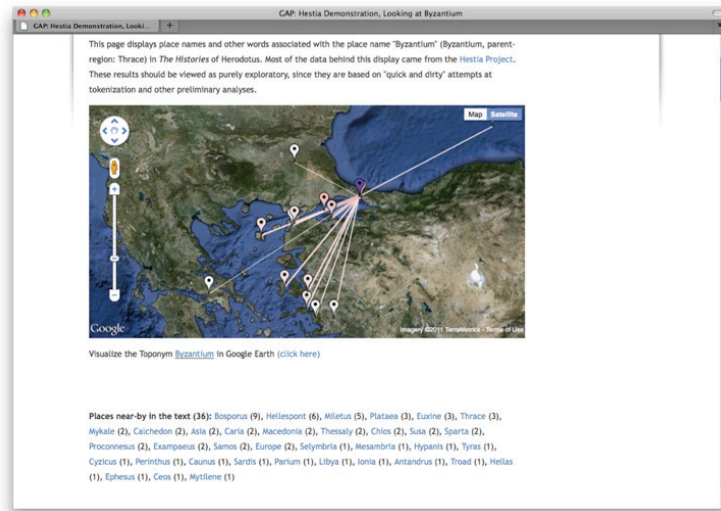 GAP: Hestia Demonstration, Looking at Byzantium
GAP: Hestia Demonstration, Looki...
This page displays place names and other words associated with the place name "Byzantium" (Byzantium, parent-
region: Thrace) in The Histories of Herodotus. Most of the data behind this display came from the Hestia Project.
These results should be viewed as purely exploratory, since they are based on "quick and dirty" attempts at
tokenization and other preliminary analyses.
Map Satellite
Google
Imagery ©2011 TerraMetrics - Terms of Use
Visualize the Toponym Byzantium in Google Earth (click here)
Places near-by in the text (36): Bosporus (9), Hellespont (6), Miletus (5), Plataea (3), Euxine (3), Thrace (3),
Mykale (2), Calchedon (2), Asia (2), Caria (2), Macedonia (2), Thessaly (2), Chios (2), Susa (2), Sparta (2),
Proconnesus (2), Exampaeus (2), Samos (2), Europe (2), Selymbria (1), Mesambria (1), Hypanis (1), Tyras (1),
Cyzicus (1), Perinthus (1), Caunus (1), Sardis (1), Parium (1), Libya (1), Ionia (1), Antandrus (1), Troad (1), Hellas
(1), Ephesus (1), Ceos (1), Mytilene (1)